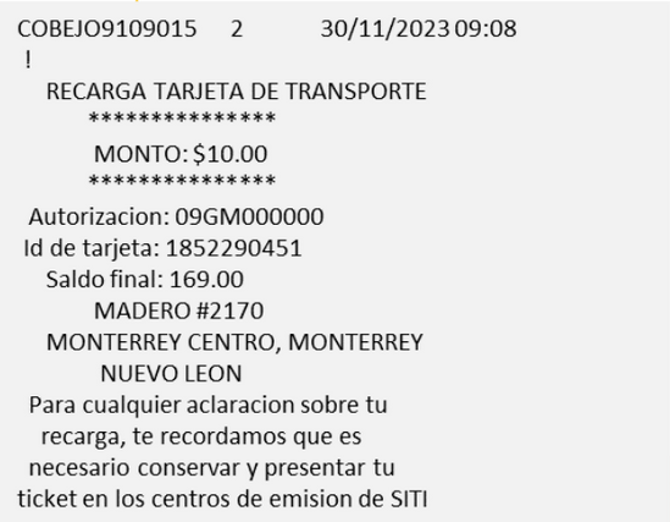 COBEJO9109015 2 30/11/2023 09:08
!
RECARGA TARJETA DE TRANSPORTE
***************
MONTO: $10.00
***************
Autorizacion: 09GM000000
Id de tarjeta: 1852290451
Saldo final: 169.00
MADERO #2170
MONTERREY CENTRO, MONTERREY
NUEVO LEON
Para cualquier aclaracion sobre tu
recarga, te recordamos que es
necesario conservar y presentar tu
ticket en los centros de emision de SITI